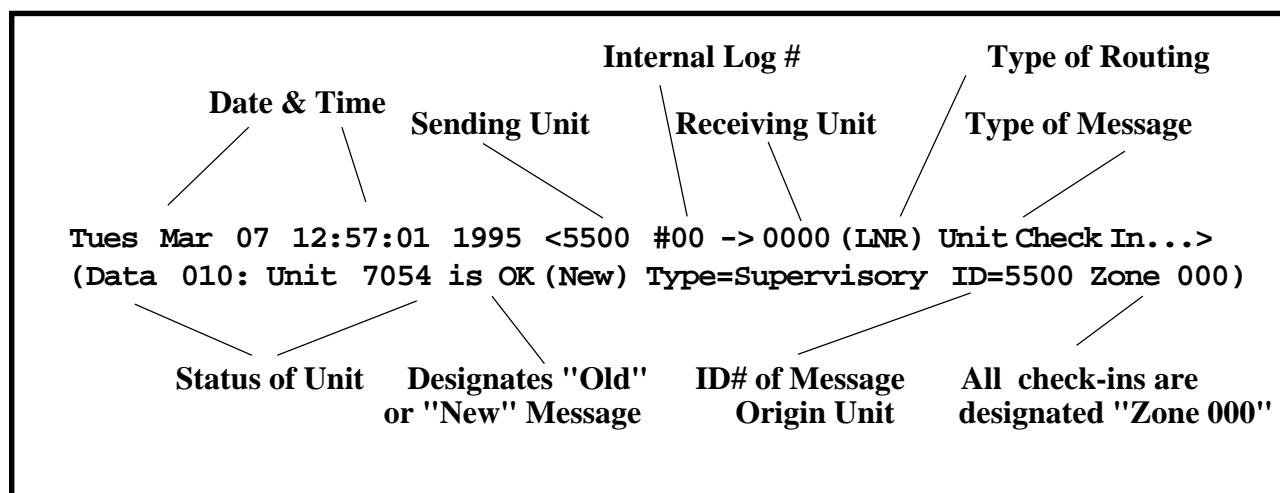 Internal Log # Type of Routing
Date & Time
Sending Unit Receiving Unit Type of Message
Tues Mar 07 12:57:01 1995 <5500 #00 -> 0000 (LNR) Unit Check In...>
(Data 010: Unit 7054 is OK (New) Type=Supervisory ID=5500 Zone 000)
Status of Unit Designates "Old" ID# of Message All check-ins are
or "New" Message Origin Unit designated "Zone 000"